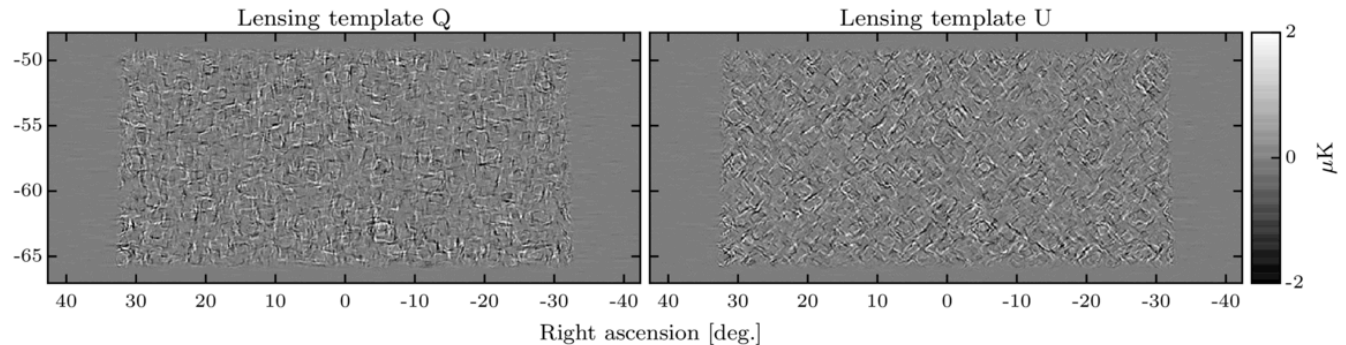 Lensing template Q
Lensing template U
-50
-55
-60
-65
40 30 20 10 0 -10 -20 -30 -40
40 30 20 10 0 -10 -20 -30 -40
2
0
-2
μK
Right ascension [deg.]